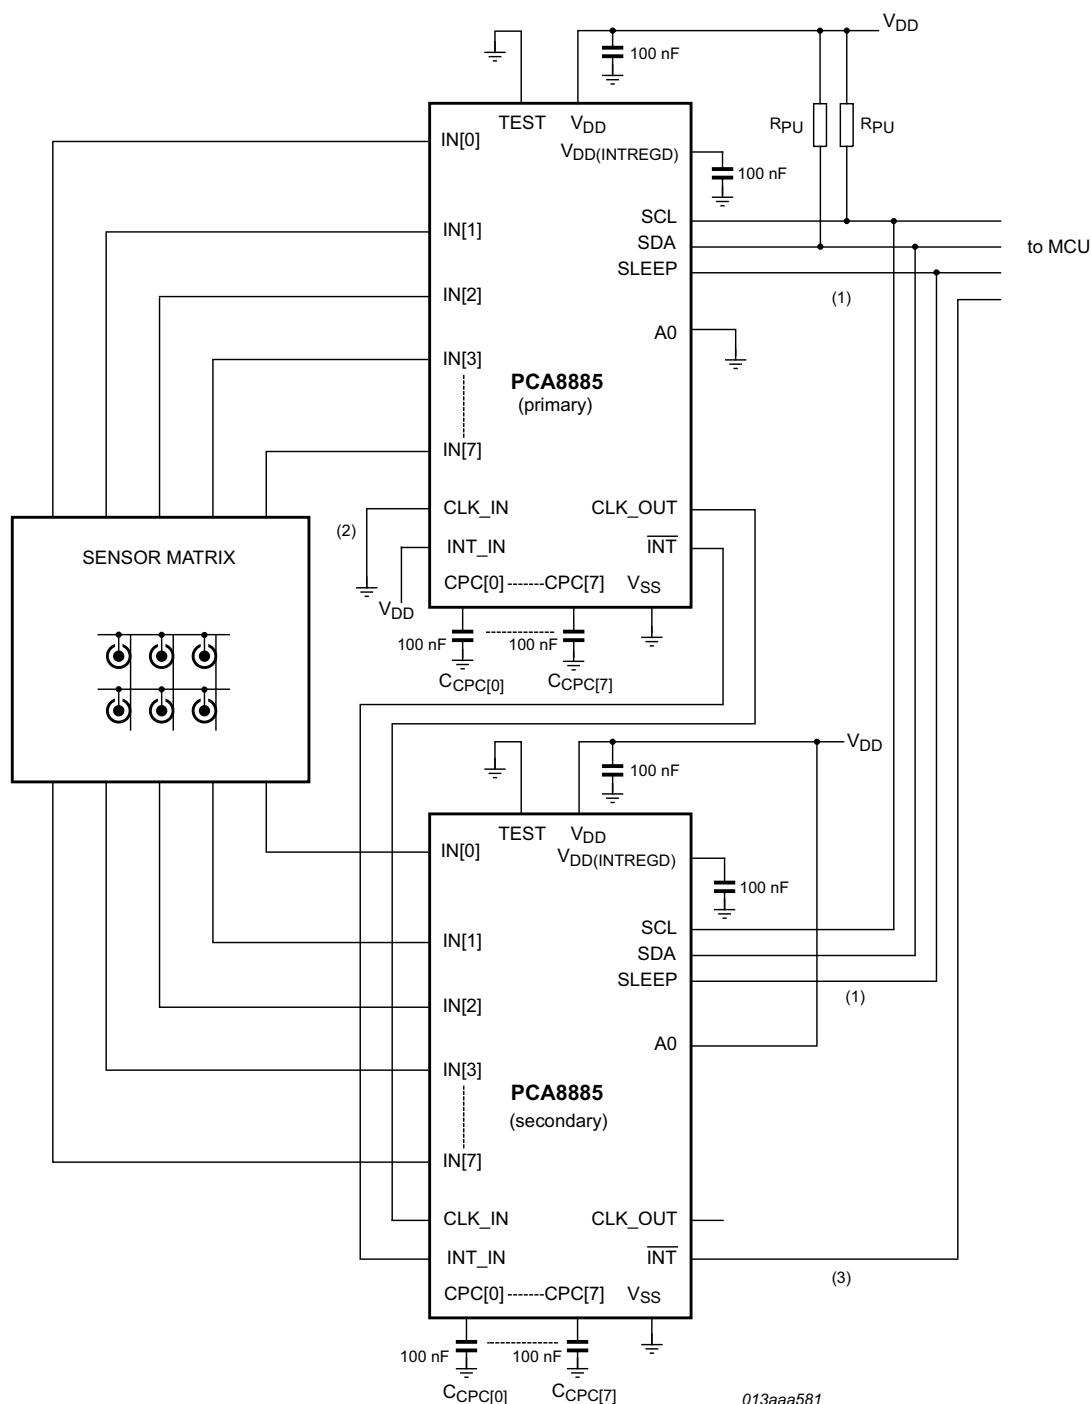 VDD
100 nF
RPU
RPU
TEST
VDD
VDD(INTREGD)
100 nF
IN[0]
IN[1]
IN[2]
IN[3]
IN[7]
SCL
SDA
SLEEP
to MCU
(1)
A0
PCA8885
(primary)
CLK_IN
CLK_OUT
(2)
INT_IN
INT
VDD
CPC[0] -------CPC[7]
VSS
100 nF
100 nF
CCPC[0]
CCPC[7]
SENSOR MATRIX
VDD
100 nF
TEST
VDD
VDD(INTREGD)
100 nF
IN[0]
IN[1]
IN[2]
IN[3]
IN[7]
SCL
SDA
SLEEP
(1)
A0
PCA8885
(secondary)
CLK_IN
CLK_OUT
INT_IN
INT
(3)
CPC[0] -------CPC[7]
VSS
100 nF
100 nF
CCPC[0]
CCPC[7]
013aaa581